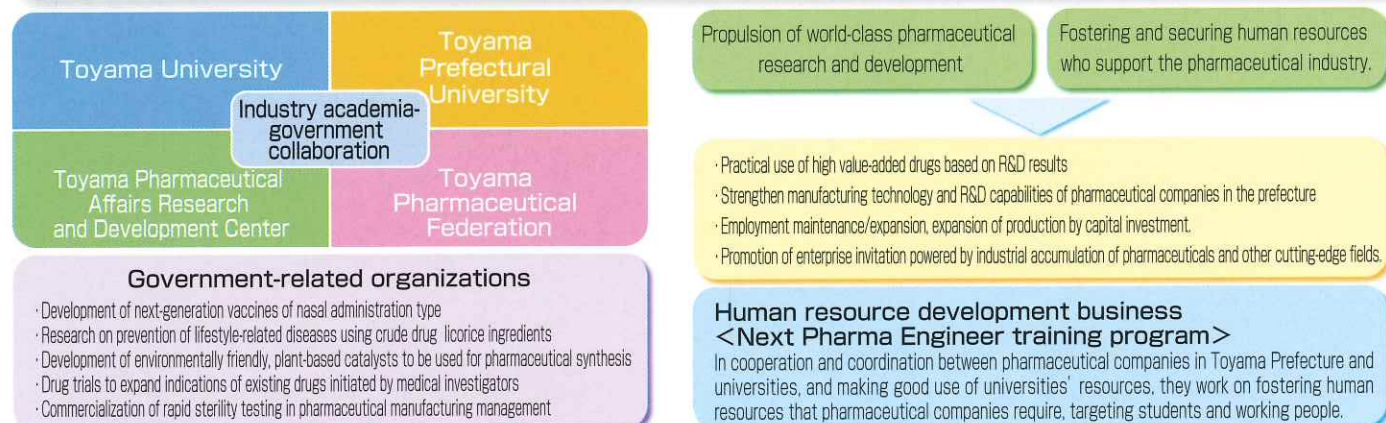 Toyama University
Toyama
Prefectural
University
Industry academia-
government
collaboration
Toyama Pharmaceutical
Affairs Research
and Development Center
Toyama
Pharmaceutical
Federation
Government-related organizations
· Development of next-generation vaccines of nasal administration type
· Research on prevention of lifestyle-related diseases using crude drug licorice ingredients
· Development of environmentally friendly, plant-based catalysts to be used for pharmaceutical synthesis
· Drug trials to expand indications of existing drugs initiated by medical investigators
· Commercialization of rapid sterility testing in pharmaceutical manufacturing management
Propulsion of world-class pharmaceutical
research and development
Fostering and securing human resources
who support the pharmaceutical industry.
· Practical use of high value-added drugs based on R&D results
· Strengthen manufacturing technology and R&D capabilities of pharmaceutical companies in the prefecture
· Employment maintenance/expansion, expansion of production by capital investment.
· Promotion of enterprise invitation powered by industrial accumulation of pharmaceuticals and other cutting-edge fields.
Human resource development business
<Next Pharma Engineer training program>
In cooperation and coordination between pharmaceutical companies in Toyama Prefecture and
universities, and making good use of universities' resources, they work on fostering human
resources that pharmaceutical companies require, targeting students and working people.